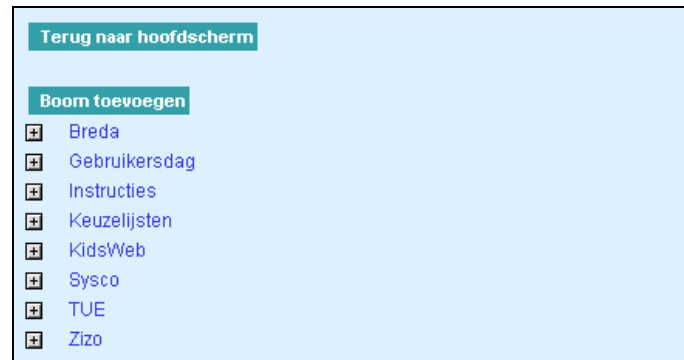 Terug naar hoofdscherm
Boom toevoegen
Breda
Gebruikersdag
Instructies
Keuzelijsten
KidsWeb
Sysco
TUE
Zizo